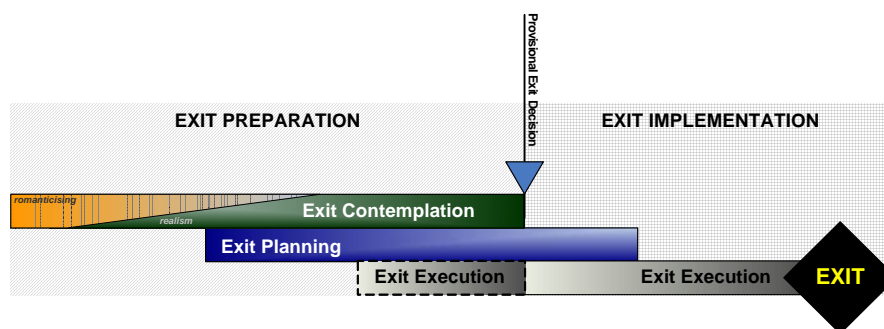 Provisional Exit Decision
EXIT PREPARATION
EXIT IMPLEMENTATION
romanticising
realism
Exit Contemplation
Exit Planning
Exit Execution
Exit Execution
EXIT